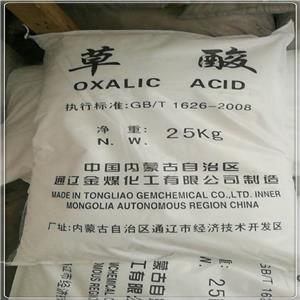 草 酸
OXALIC ACID
执行标准:GB/T 1626-2008
净 重:
N. W. 25Kg
中国内蒙古自治区
通辽金煤化工有限公司制造
MADE IN TONGLIAO GEMCHEMICAL CO.,LTD. INNER
MONGOLIA AUTONOMOUS REGION CHINA
厂址:内蒙古自治区通辽市经济技术开发区